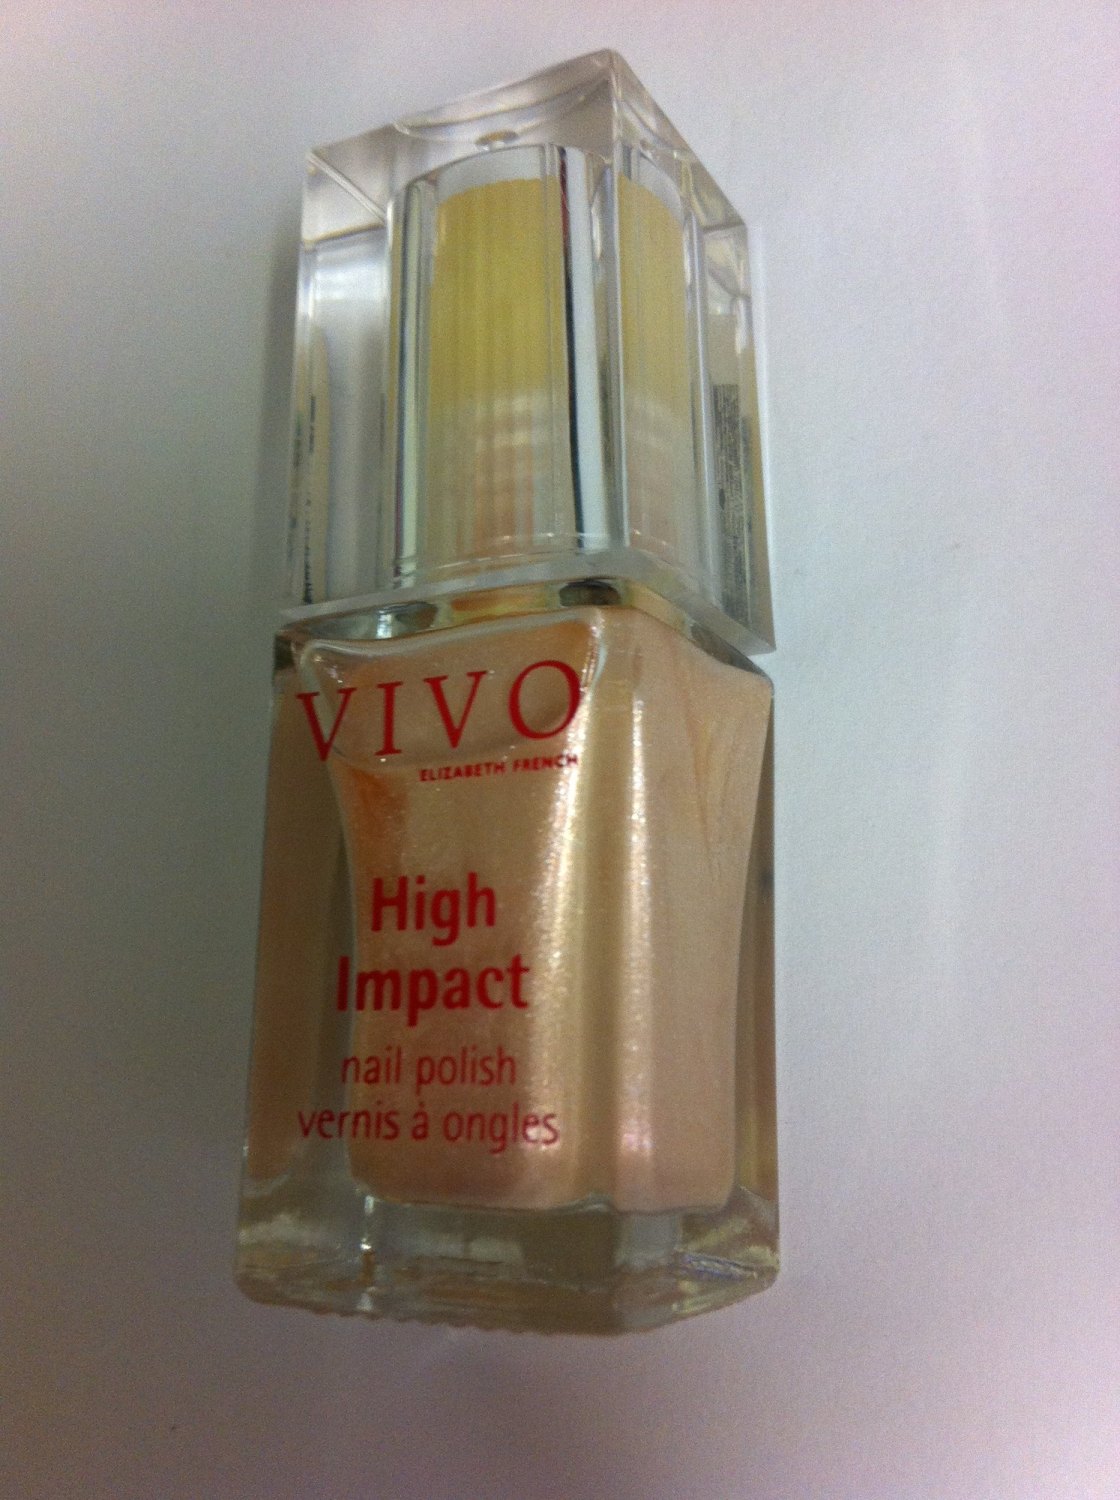 VIVO
ELIZABETH FRENCH
High
Impact
nail polish
vernis à ongles